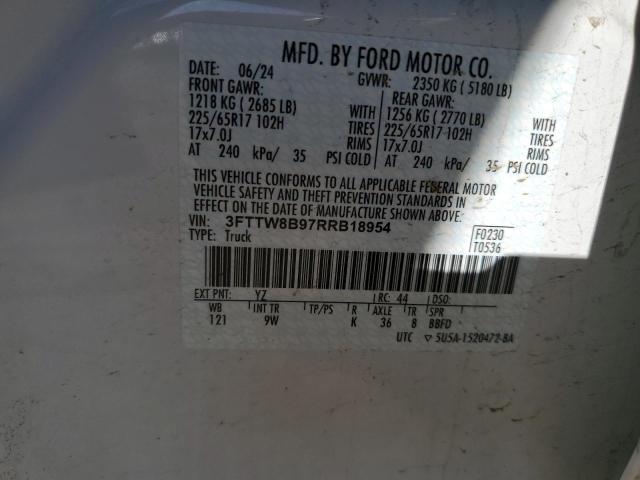 MFD. BY FORD MOTOR CO.
DATE: 06/24 GVWR: 2350 KG ( 5180 LB)
FRONT GAWR: REAR GAWR:
1218 KG ( 2685 LB) WITH 1256 KG ( 2770 LB) WITH
225/65R17 102H TIRES 225/65R17 102H TIRES
17x7.0J RIMS 17x7.0J RIMS
AT 240 kPa/ 35 PSI COLD AT 240 kPa/ 35 PSI COLD
THIS VEHICLE CONFORMS TO ALL APPLICABLE FEDERAL MOTOR
VEHICLE SAFETY AND THEFT PREVENTION STANDARDS IN
EFFECT ON THE DATE OF MANUFACTURE SHOWN ABOVE.
VIN: 3FTTW8B97RRB18954 F0230
TYPE: Truck T0536
EXT PNT: YZ RC: 44 DSO:
WB INT TR TP/PS R AXLE TR SPR
121 9W K 36 8 BBFD
UTC ▽ 5U5A-1520472-BA